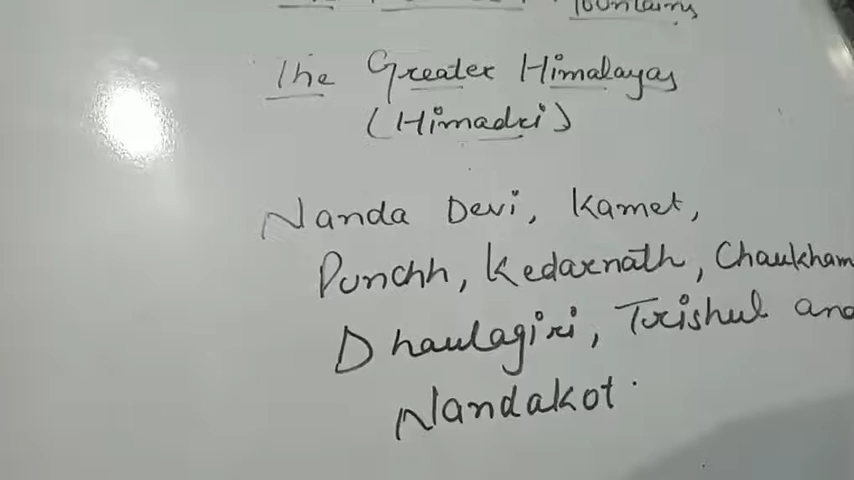 The Greater Himalayas
(Himadri)
Nanda Devi, Kamet,
Punchh, Kedarnath, Chaukham
Dhaulagiri, Trishul and
Nandakot.